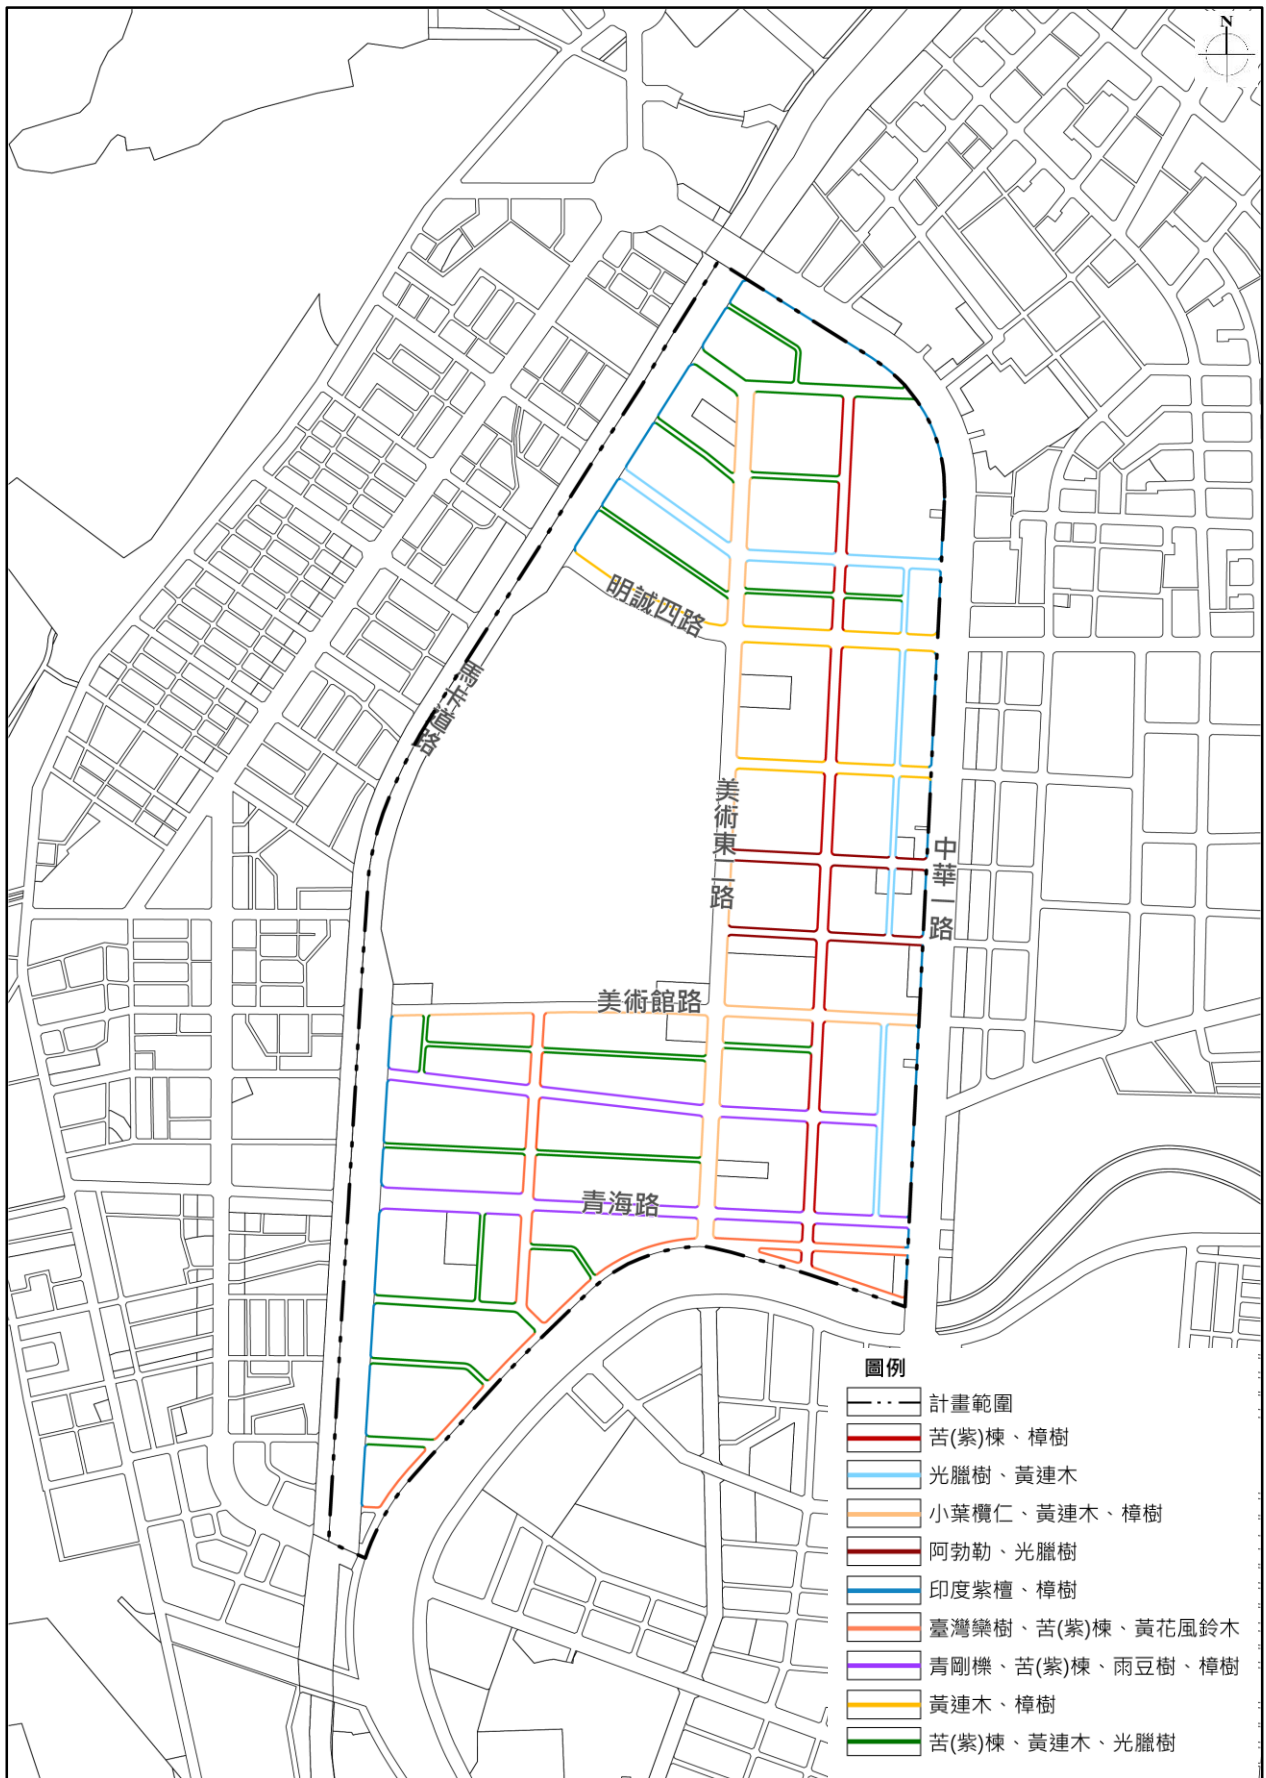 N
明誠四路
馬卡道路
美術東二路
中華一路
美術館路
青海路
圖例
計畫範圍
苦(紫)楝、樟樹
光臘樹、黃連木
小葉欖仁、黃連木、樟樹
阿勃勒、光臘樹
印度紫檀、樟樹
臺灣欒樹、苦(紫)楝、黃花風鈴木
青剛櫟、苦(紫)楝、雨豆樹、樟樹
黃連木、樟樹
苦(紫)楝、黃連木、光臘樹